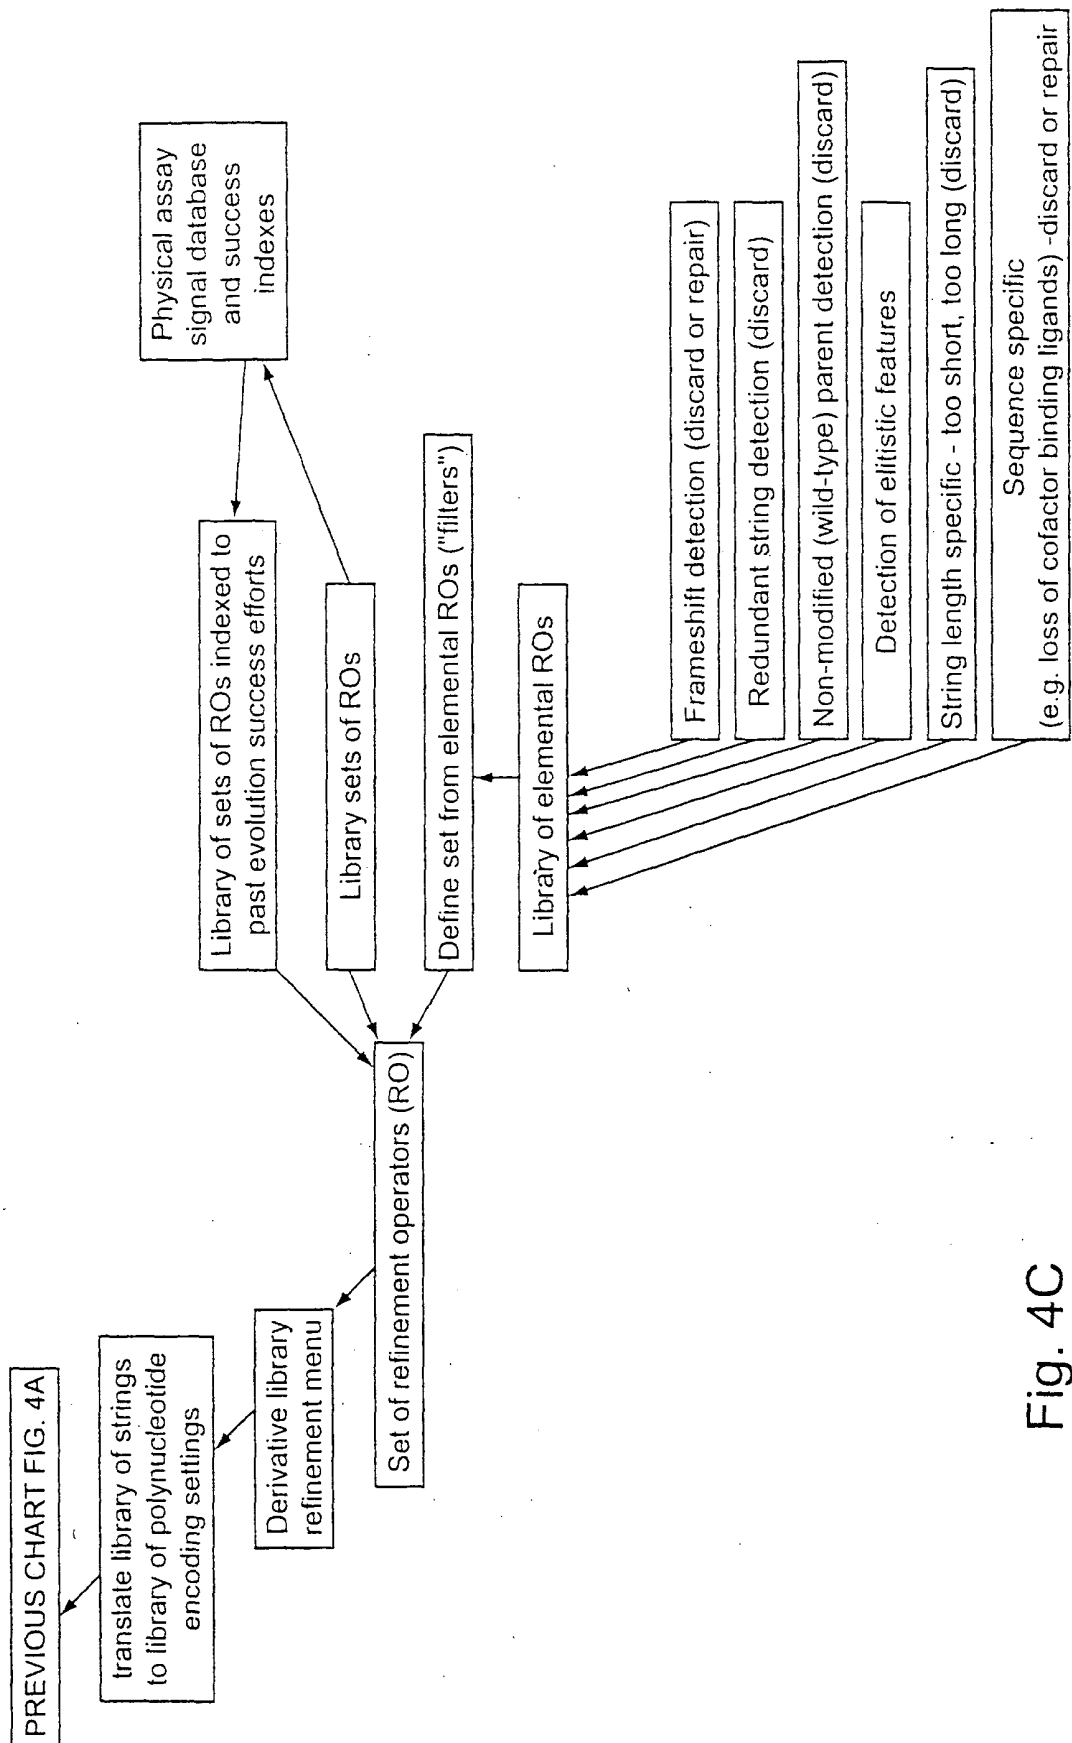 PREVIOUS CHART FIG. 4A
translate library of strings
to library of polynucleotide
encoding settings
Derivative library
refinement menu
Set of refinement operators (RO)
Library of sets of ROs indexed to
past evolution success efforts
Library sets of ROs
Define set from elemental ROs ("filters")
Library of elemental ROs
Physical assay
signal database
and success
indexes
Frameshift detection (discard or repair)
Redundant string detection (discard)
Non-modified (wild-type) parent detection (discard)
Detection of elitistic features
String length specific - too short, too long (discard)
Sequence specific
(e.g. loss of cofactor binding ligands) -discard or repair
Fig. 4C